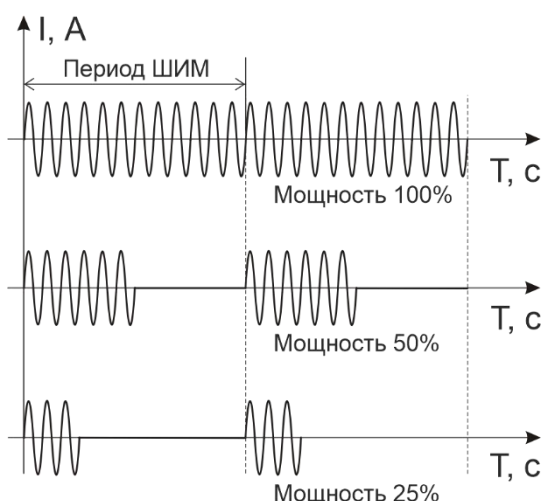 I, А
Период ШИМ
Т, с
Мощность 100%
Т, с
Мощность 50%
Т, с
Мощность 25%